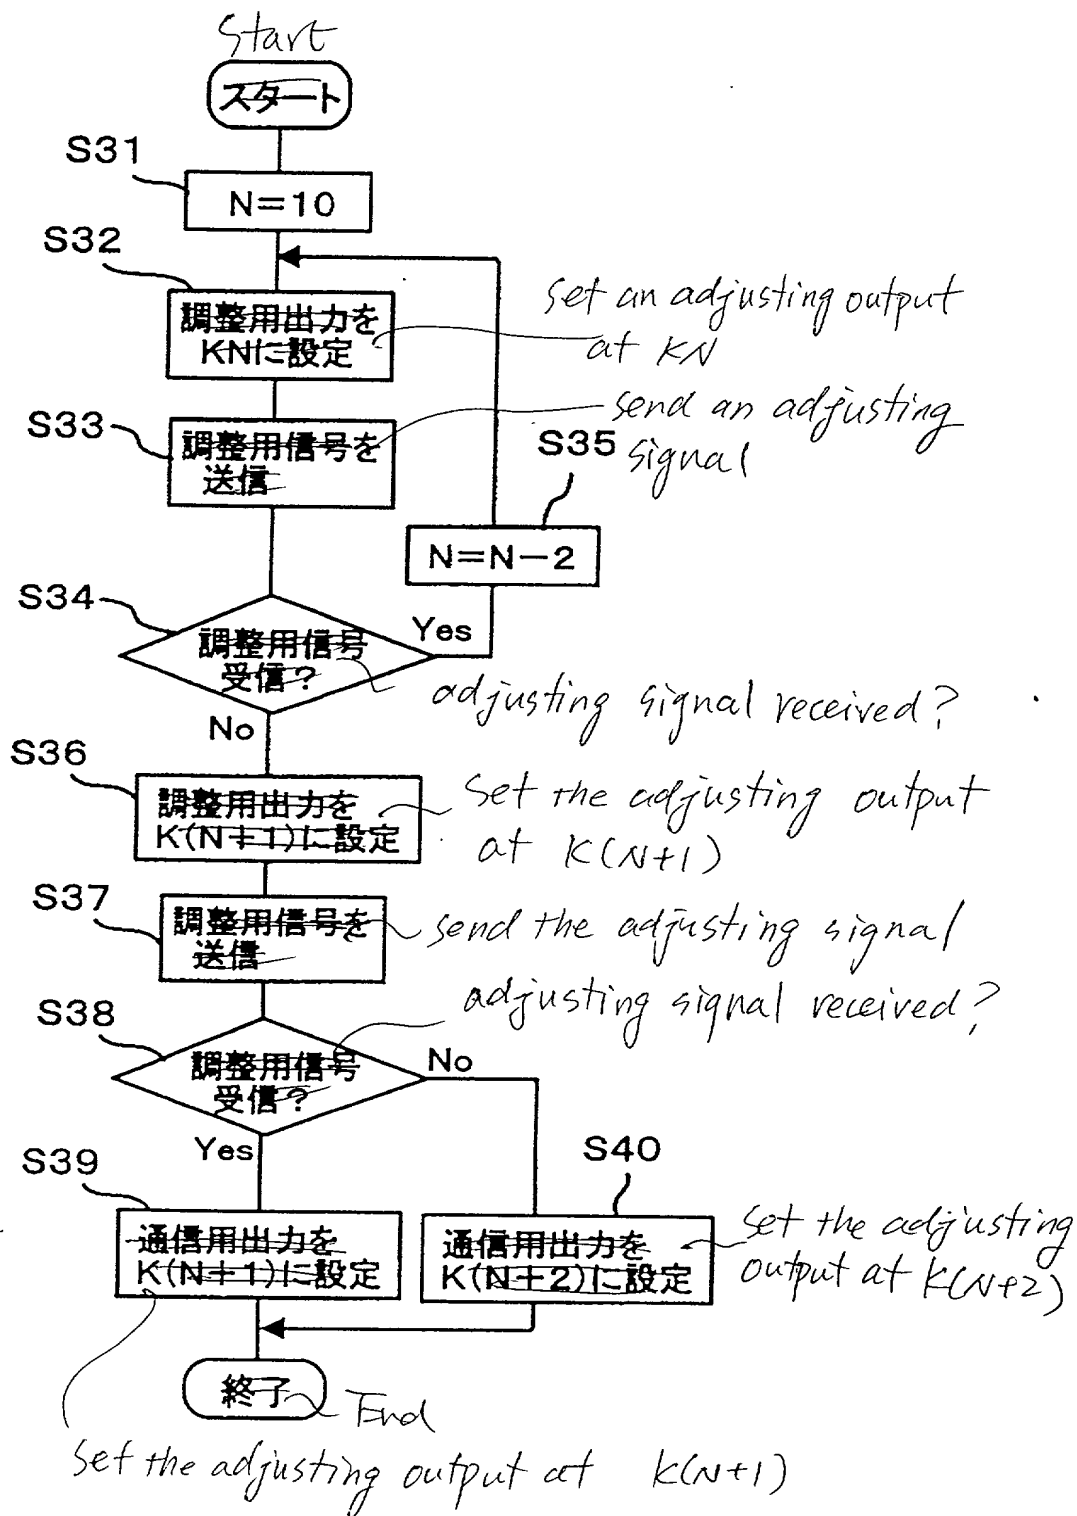 Start
スタート
S31
N=10
S32
調整用出力を
KNに設定
set an adjusting output
at KN
S33
調整用信号を
送信
send an adjusting
signal
S35
N=N-2
S34
調整用信号
受信?
Yes
adjusting signal received?
No
S36
調整用出力を
K(N+1)に設定
Set the adjusting output
at K(N+1)
S37
調整用信号を
送信
send the adjusting signal
adjusting signal received?
S38
調整用信号
受信?
No
Yes
S39
通信用出力を
K(N+1)に設定
S40
通信用出力を
K(N+2)に設定
Set the adjusting
output at K(N+2)
終了
End
Set the adjusting output at K(N+1)